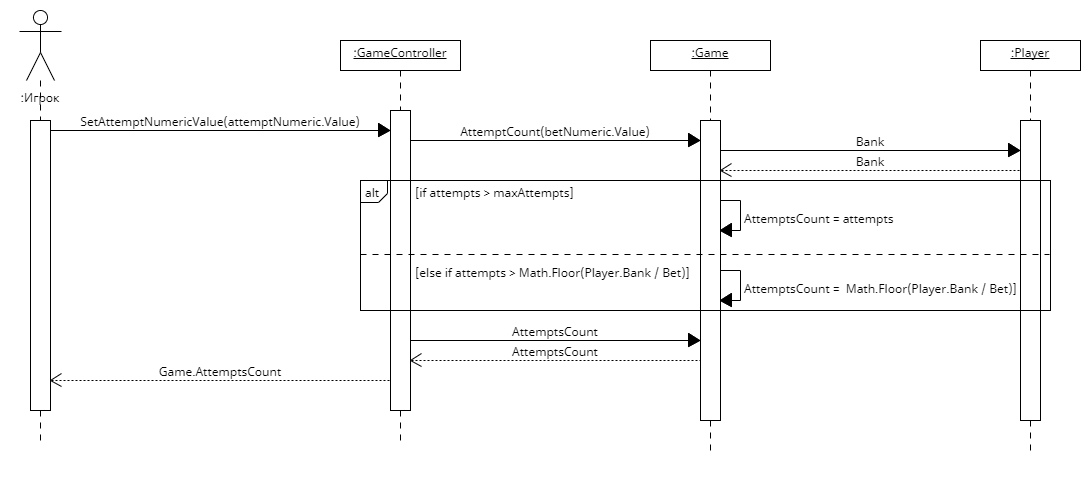 :GameController
:Game
:Player
:Игрок
SetAttemptNumericValue(attemptNumeric.Value)
AttemptCount(betNumeric.Value)
Bank
Bank
alt
[if attempts > maxAttempts]
AttemptsCount = attempts
[else if attempts > Math.Floor(Player.Bank / Bet)]
AttemptsCount =  Math.Floor(Player.Bank / Bet)]
AttemptsCount
AttemptsCount
Game.AttemptsCount